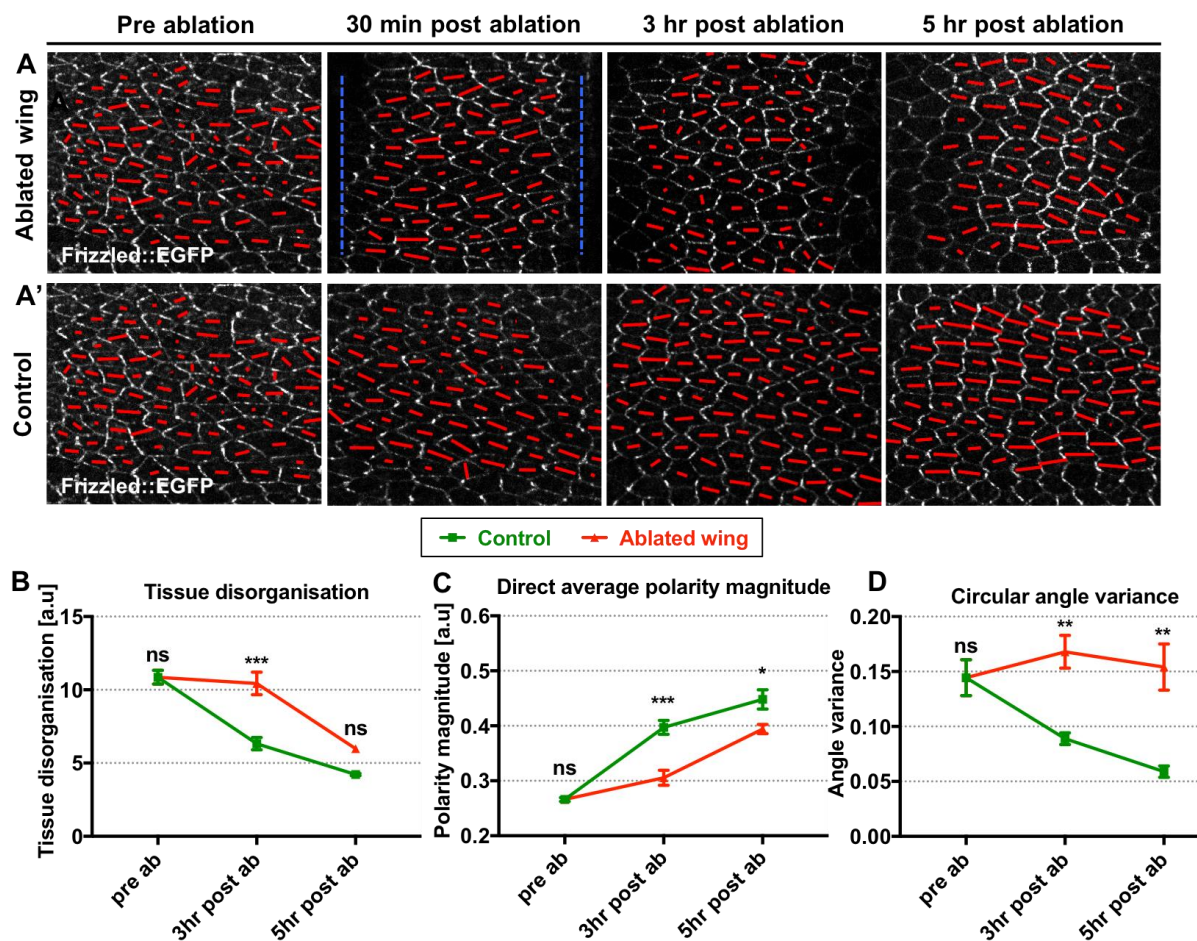 Pre ablation 30 min post ablation 3 hr post ablation 5 hr post ablation
A
Ablated wing
Frizzled::EGFP
A'
Control
Frizzled::EGFP
Control Ablated wing
B Tissue disorganisation
Tissue disorganisation [a.u]
15
10
5
0
ns
***
ns
pre ab
3hr post ab
5hr post ab
C Direct average polarity magnitude
Polarity magnitude [a.u]
0.6
0.5
0.4
0.3
0.2
ns
***
*
pre ab
3hr post ab
5hr post ab
D Circular angle variance
Angle variance
0.20
0.15
0.10
0.05
0.00
ns
**
**
pre ab
3hr post ab
5hr post ab